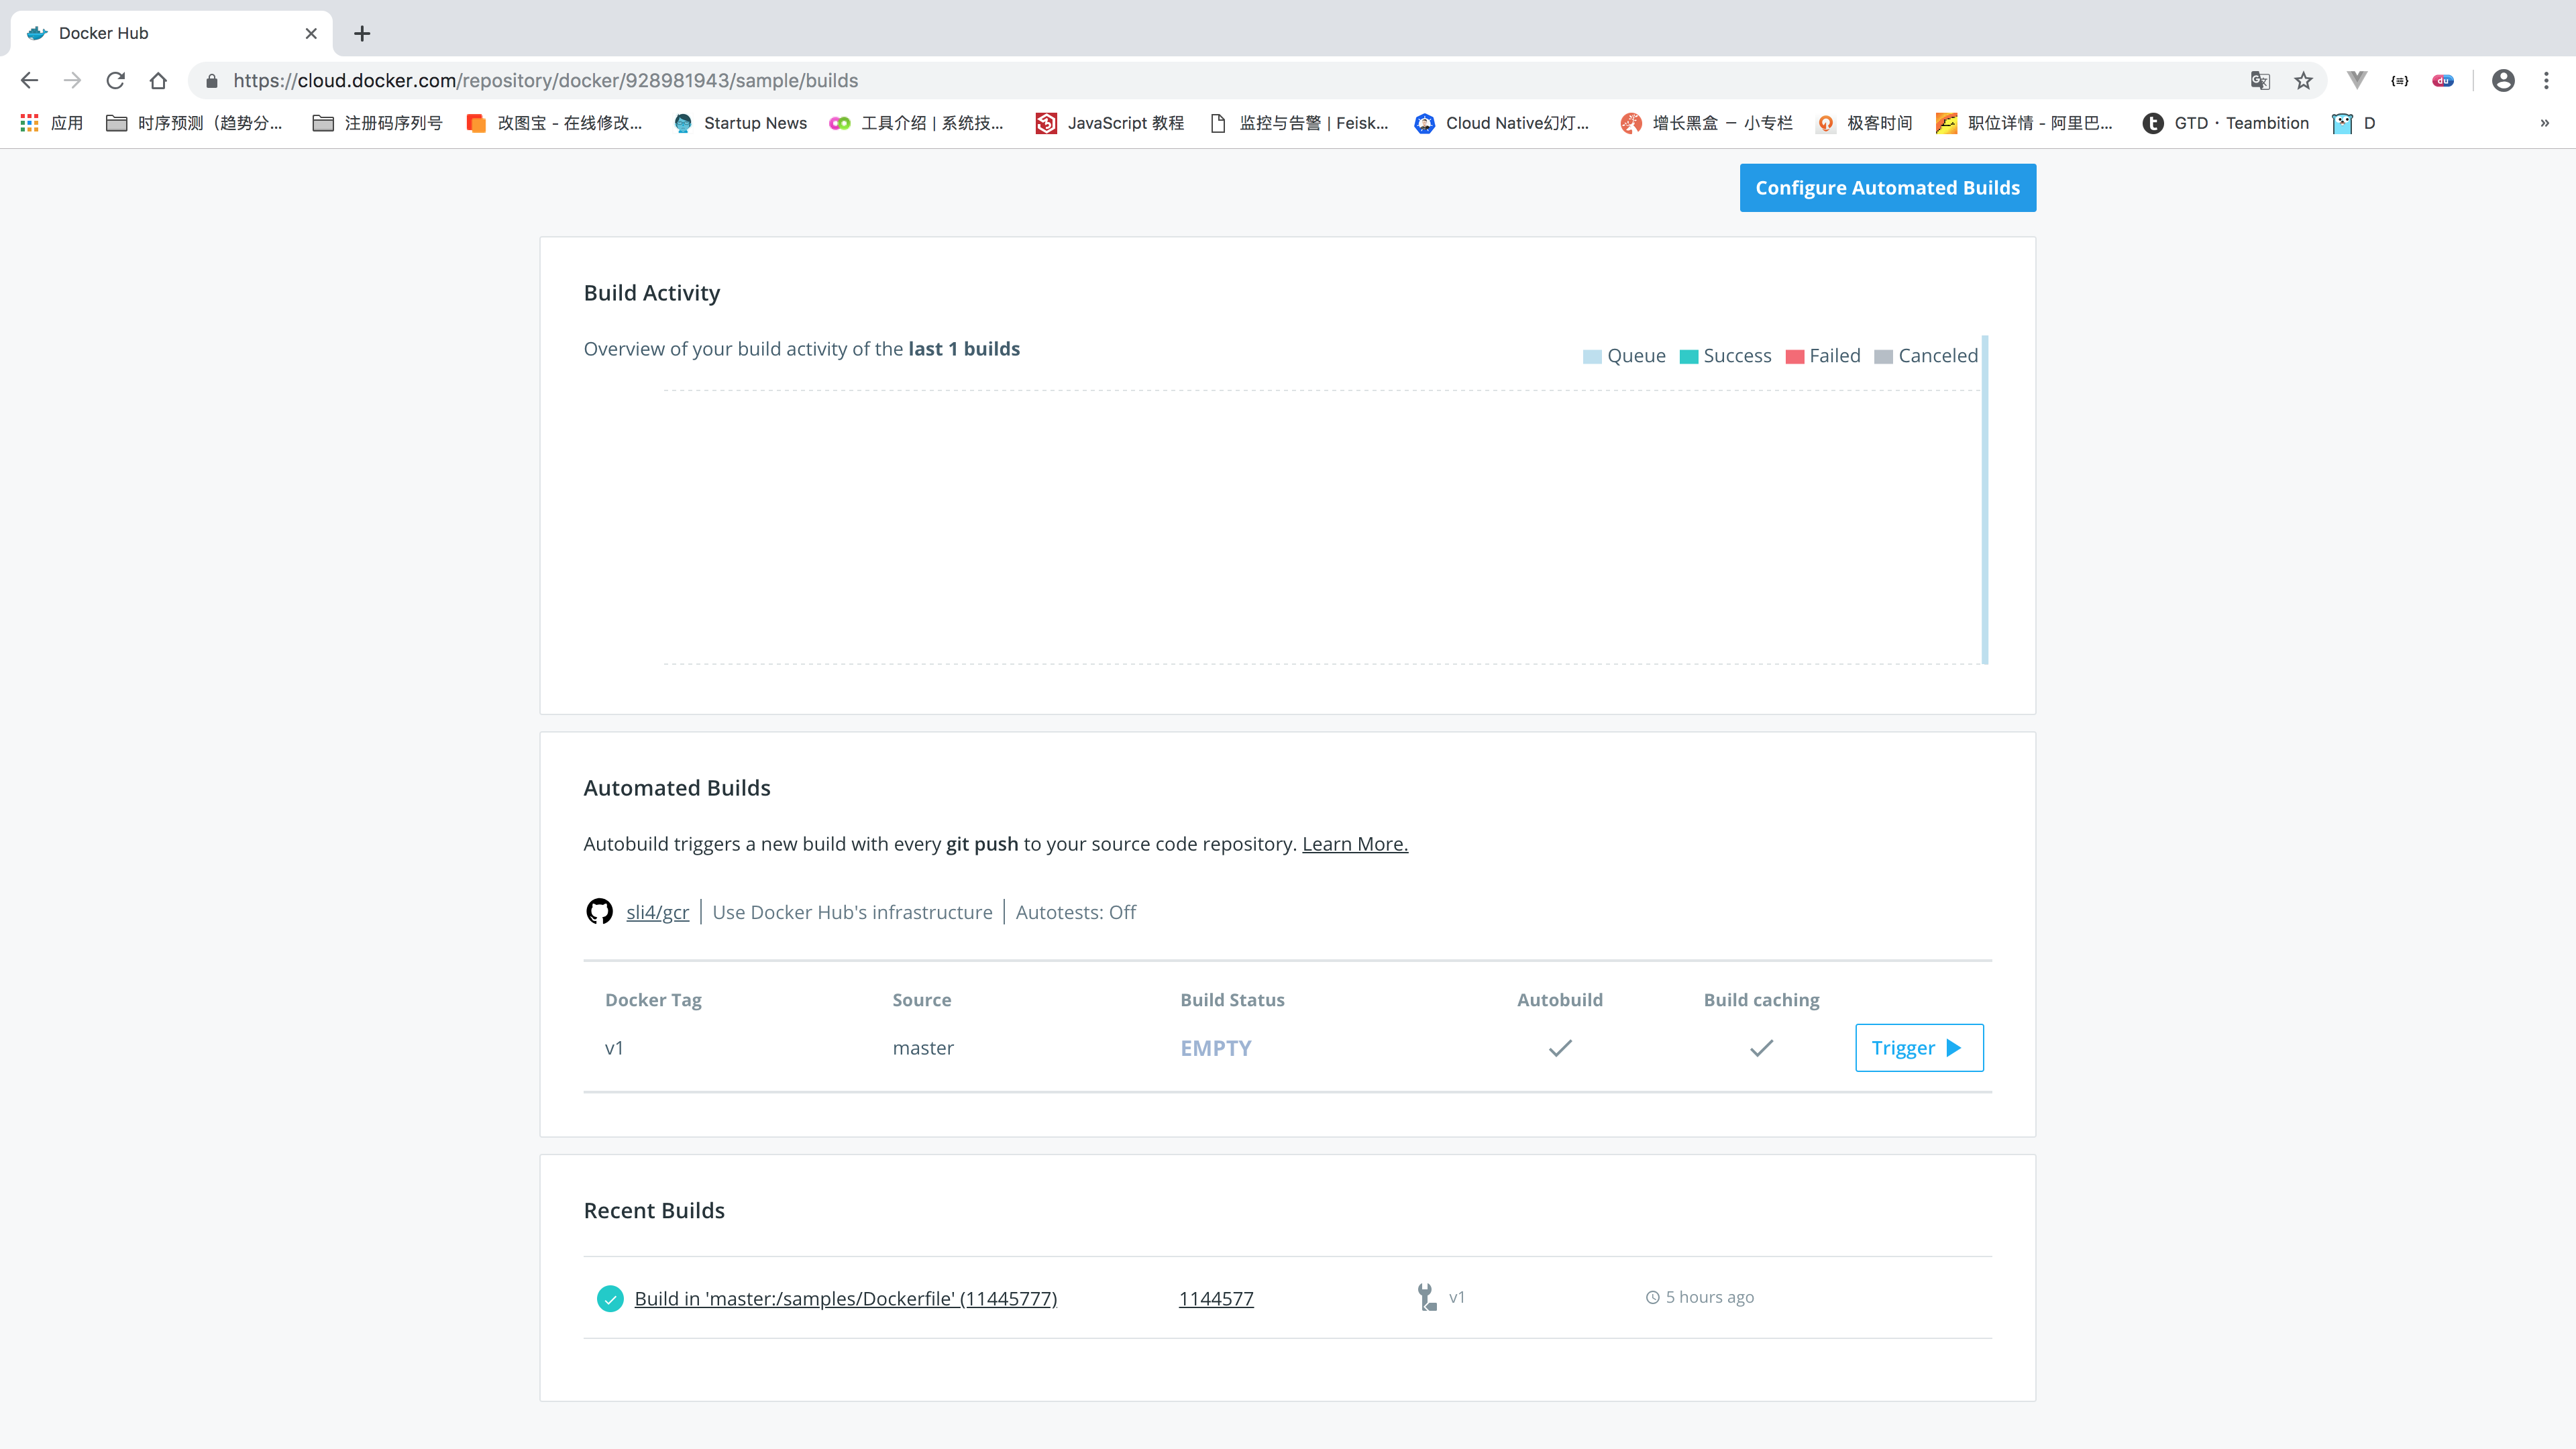 Docker Hub
https://cloud.docker.com/repository/docker/928981943/sample/builds
应用 时序预测（趋势分... 注册码序列号 改图宝 - 在线修改... Startup News 工具介绍 | 系统技... JavaScript 教程 监控与告警 | Feisk... Cloud Native幻灯... 增长黑盒 — 小专栏 极客时间 职位详情 - 阿里巴... GTD · Teambition D »
Configure Automated Builds
Build Activity
Overview of your build activity of the last 1 builds
Queue Success Failed Canceled
Automated Builds
Autobuild triggers a new build with every git push to your source code repository. Learn More.
sli4/gcr | Use Docker Hub's infrastructure | Autotests: Off
Docker Tag Source Build Status Autobuild Build caching
v1 master EMPTY Trigger
Recent Builds
Build in 'master:/samples/Dockerfile' (11445777) 1144577 v1 5 hours ago